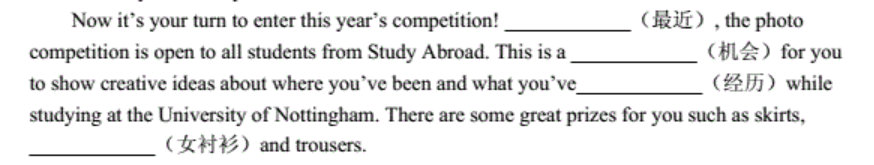 Now it’s your turn to enter this year’s competition! ____________（最近）, the photo
competition is open to all students from Study Abroad. This is a ____________（机会）for you
to show creative ideas about where you’ve been and what you’ve____________（经历）while
studying at the University of Nottingham. There are some great prizes for you such as skirts,
____________（女衬衫）and trousers.